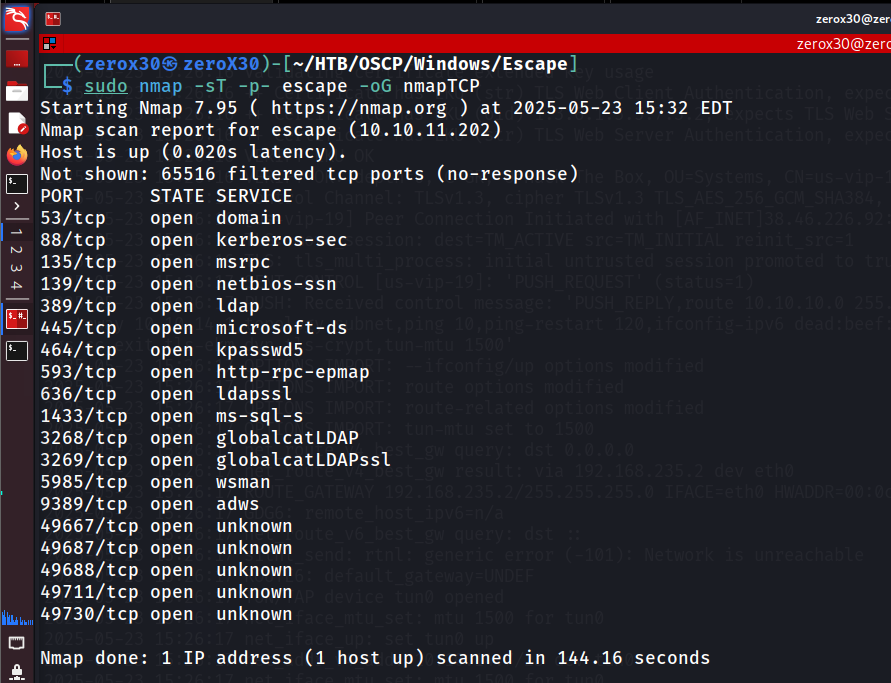 zerox30@zer
zerox30@zero
(zerox30㉿zeroX30)-[~/HTB/OSCP/Windows/Escape]
$ sudo nmap -sT -p- escape -oG nmapTCP
Starting Nmap 7.95 ( https://nmap.org ) at 2025-05-23 15:32 EDT
Nmap scan report for escape (10.10.11.202)
Host is up (0.020s latency).
Not shown: 65516 filtered tcp ports (no-response)
PORT STATE SERVICE
53/tcp open domain
88/tcp open kerberos-sec
135/tcp open msrpc
139/tcp open netbios-ssn
389/tcp open ldap
445/tcp open microsoft-ds
464/tcp open kpasswd5
593/tcp open http-rpc-epmap
636/tcp open ldapssl
1433/tcp open ms-sql-s
3268/tcp open globalcatLDAP
3269/tcp open globalcatLDAPssl
5985/tcp open wsman
9389/tcp open adws
49667/tcp open unknown
49687/tcp open unknown
49688/tcp open unknown
49711/tcp open unknown
49730/tcp open unknown
Nmap done: 1 IP address (1 host up) scanned in 144.16 seconds
1
2
3
4